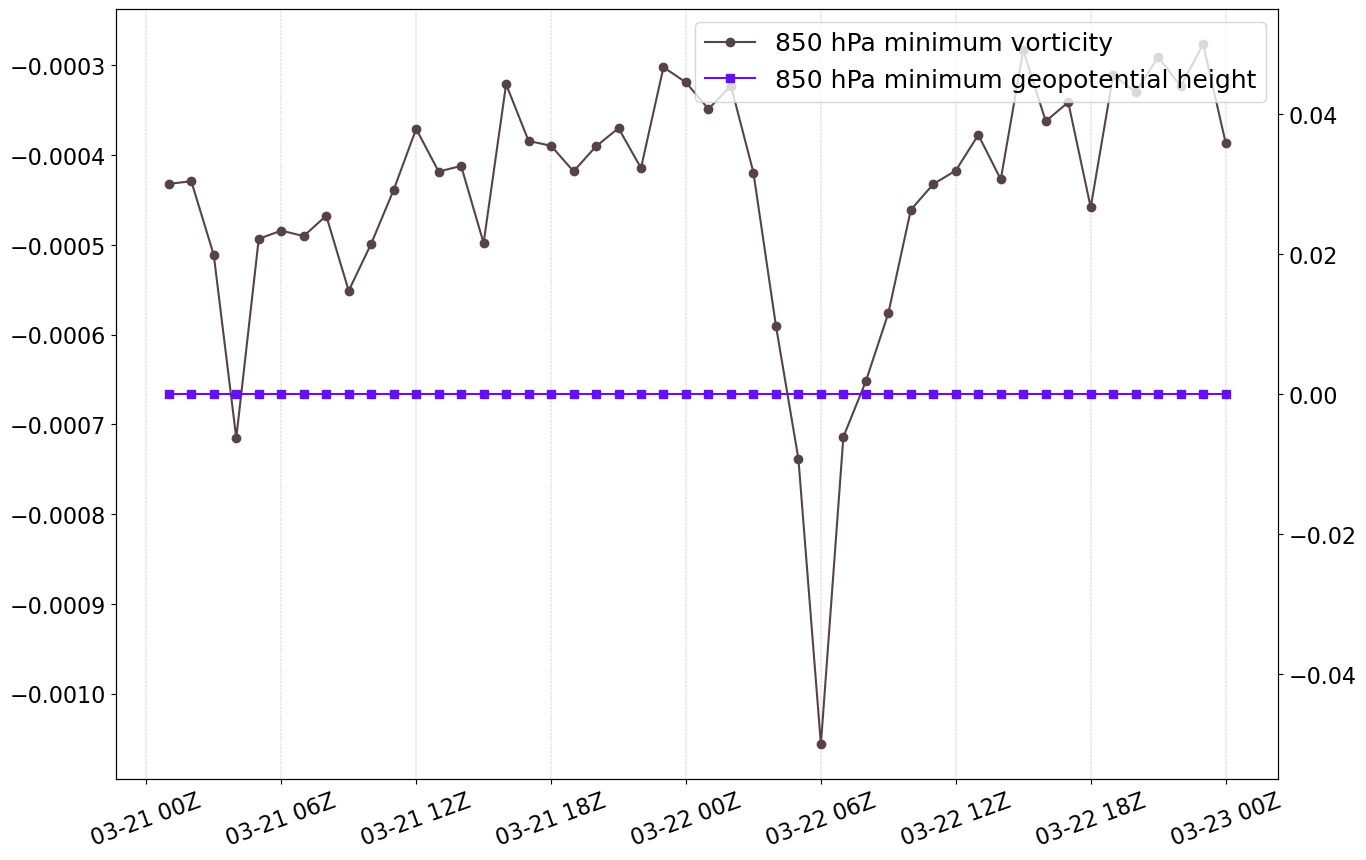 850 hPa minimum vorticity
850 hPa minimum geopotential height
−0.0003
−0.0004
−0.0005
−0.0006
−0.0007
−0.0008
−0.0009
−0.0010
0.04
0.02
0.00
−0.02
−0.04
03-21 00Z
03-21 06Z
03-21 12Z
03-21 18Z
03-22 00Z
03-22 06Z
03-22 12Z
03-22 18Z
03-23 00Z